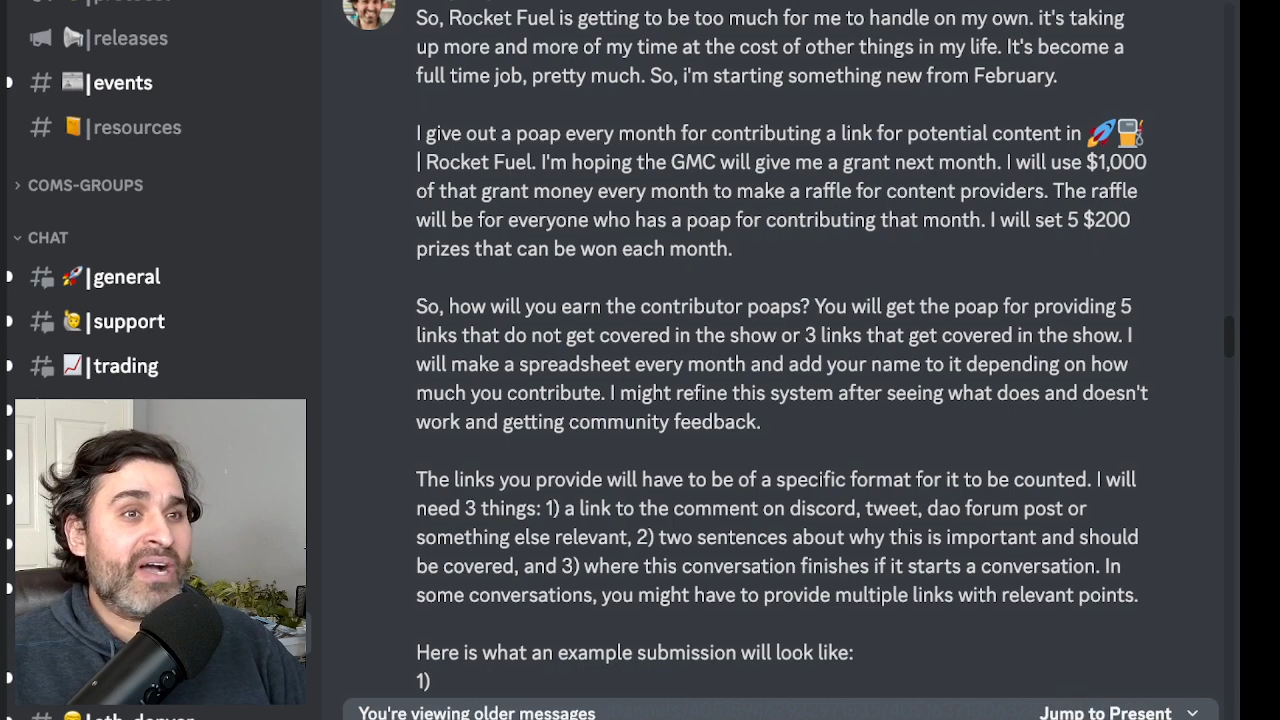 releases
events
resources
COMS-GROUPS
CHAT
general
support
trading
So, Rocket Fuel is getting to be too much for me to handle on my own. it's taking
up more and more of my time at the cost of other things in my life. It's become a
full time job, pretty much. So, i'm starting something new from February.
I give out a poap every month for contributing a link for potential content in 🚀⛽
| Rocket Fuel. I'm hoping the GMC will give me a grant next month. I will use $1,000
of that grant money every month to make a raffle for content providers. The raffle
will be for everyone who has a poap for contributing that month. I will set 5 $200
prizes that can be won each month.
So, how will you earn the contributor poaps? You will get the poap for providing 5
links that do not get covered in the show or 3 links that get covered in the show. I
will make a spreadsheet every month and add your name to it depending on how
much you contribute. I might refine this system after seeing what does and doesn't
work and getting community feedback.
The links you provide will have to be of a specific format for it to be counted. I will
need 3 things: 1) a link to the comment on discord, tweet, dao forum post or
something else relevant, 2) two sentences about why this is important and should
be covered, and 3) where this conversation finishes if it starts a conversation. In
some conversations, you might have to provide multiple links with relevant points.
Here is what an example submission will look like:
1)
You're viewing older messages
Jump to Present